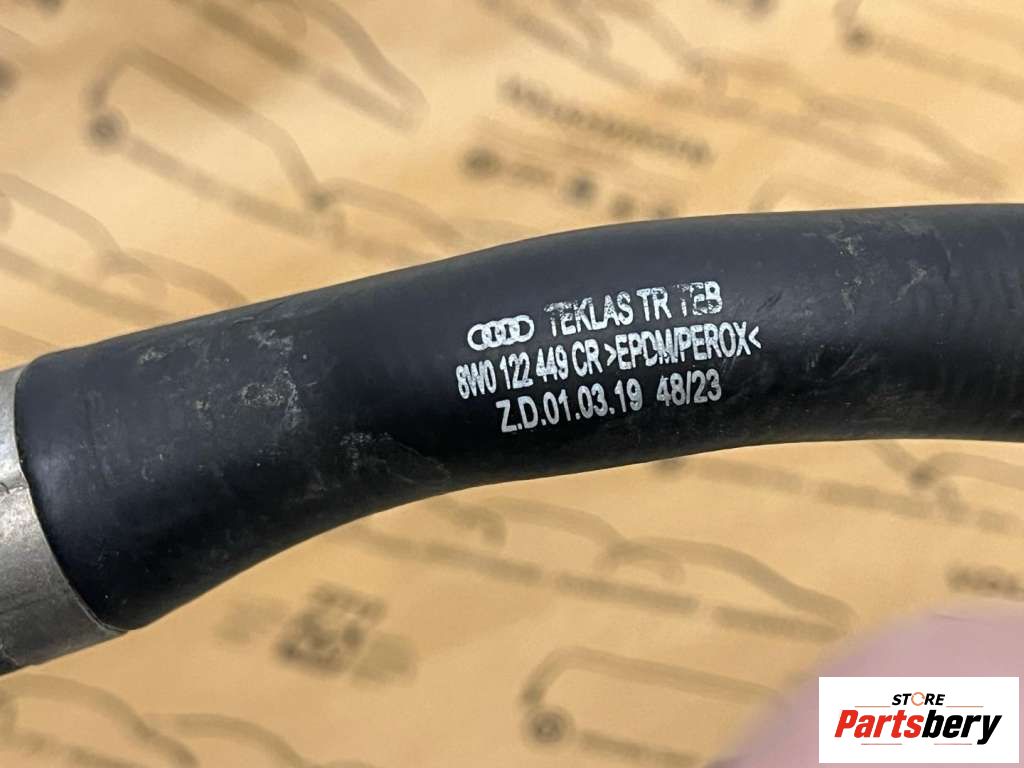 TEKLAS TR TEB
8W0 122 449 CR >EPDM/PEROX<
Z.D.01.03.19 48/23
STORE
Partsbery